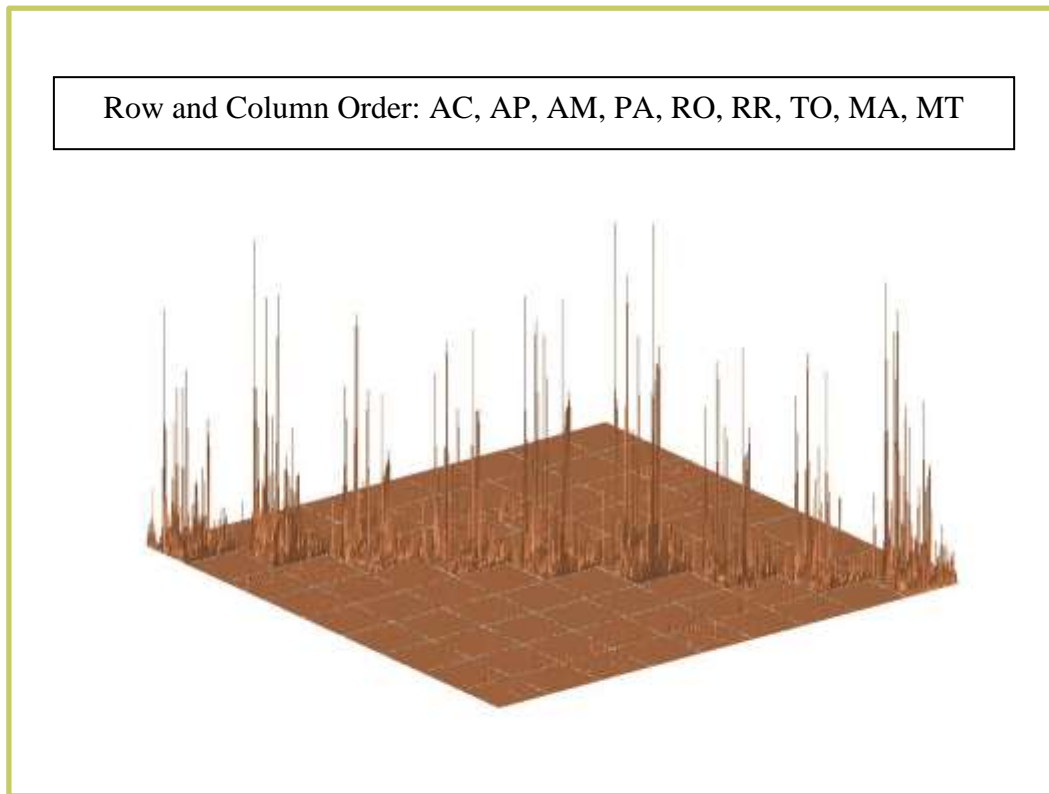 Row and Column Order: AC, AP, AM, PA, RO, RR, TO, MA, MT